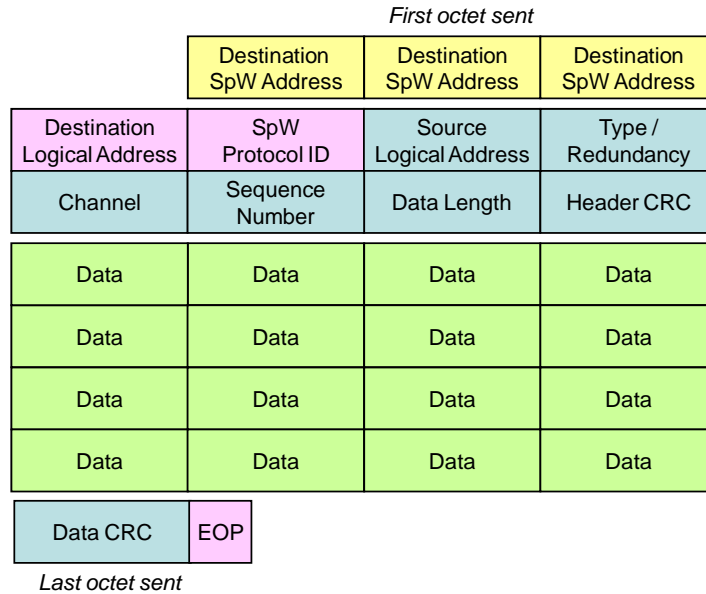 First octet sent
Destination SpW Address
Destination SpW Address
Destination SpW Address
Destination Logical Address
SpW Protocol ID
Source Logical Address
Type / Redundancy
Channel
Sequence Number
Data Length
Header CRC
Data Data Data Data
Data Data Data Data
Data Data Data Data
Data Data Data Data
Data CRC EOP
Last octet sent